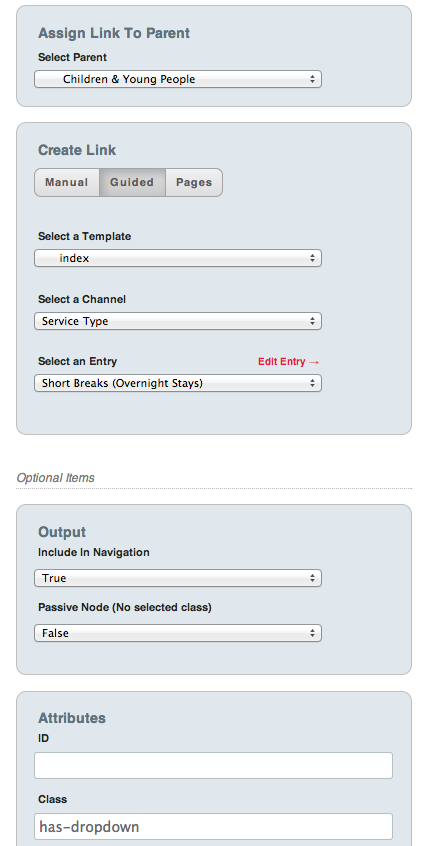 Assign Link To Parent
Select Parent
Children & Young People
Create Link
Manual Guided Pages
Select a Template
index
Select a Channel
Service Type
Select an Entry Edit Entry →
Short Breaks (Overnight Stays)
Optional Items
Output
Include In Navigation
True
Passive Node (No selected class)
False
Attributes
ID
Class
has-dropdown